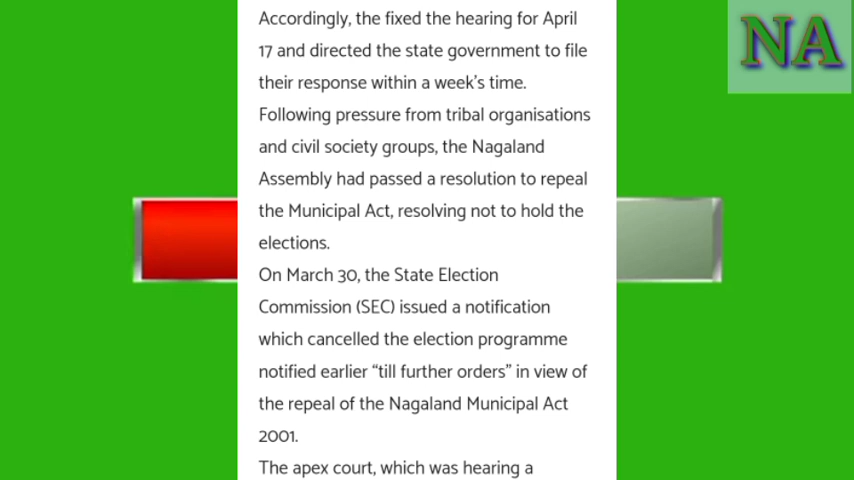 Accordingly, the fixed the hearing for April
17 and directed the state government to file
their response within a week's time.
Following pressure from tribal organisations
and civil society groups, the Nagaland
Assembly had passed a resolution to repeal
the Municipal Act, resolving not to hold the
elections.
On March 30, the State Election
Commission (SEC) issued a notification
which cancelled the election programme
notified earlier “till further orders” in view of
the repeal of the Nagaland Municipal Act
2001.
The apex court, which was hearing a
NA